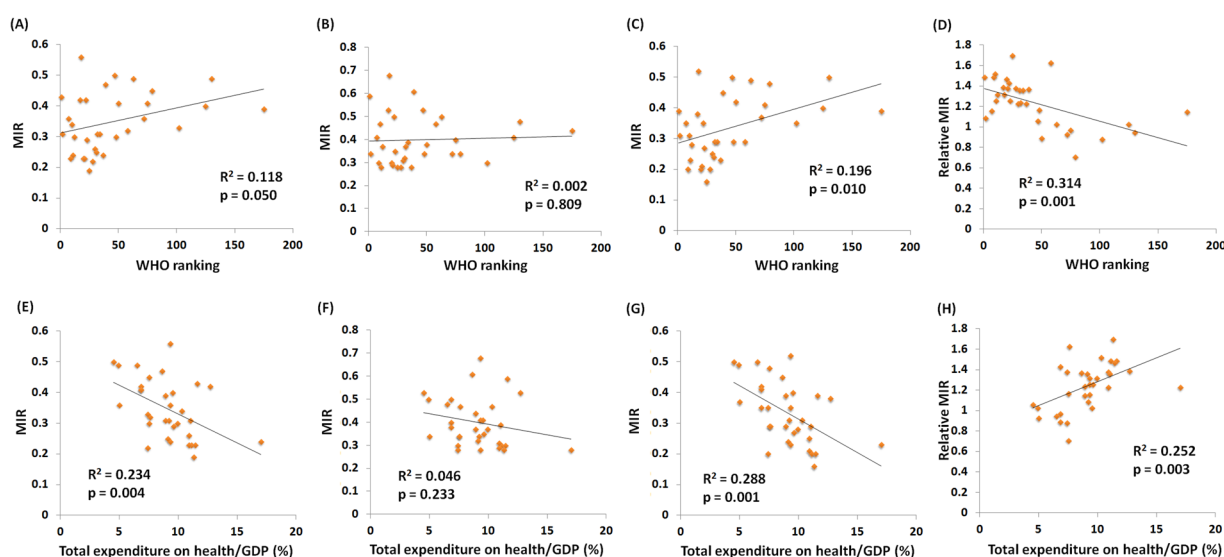 (A)
MIR
0.6
0.5
0.4
0.3
0.2
0.1
0
R² = 0.118
p = 0.050
0 50 100 150 200
WHO ranking
(B)
MIR
0.9
0.8
0.7
0.6
0.5
0.4
0.3
0.2
0.1
0
R² = 0.002
p = 0.809
0 50 100 150 200
WHO ranking
(C)
MIR
0.6
0.5
0.4
0.3
0.2
0.1
0
R² = 0.196
p = 0.010
0 50 100 150 200
WHO ranking
(D)
Relative MIR
1.8
1.6
1.4
1.2
1
0.8
0.6
0.4
0.2
0
R² = 0.314
p = 0.001
0 50 100 150 200
WHO ranking
(E)
MIR
0.6
0.5
0.4
0.3
0.2
0.1
0
R² = 0.234
p = 0.004
0 5 10 15 20
Total expenditure on health/GDP (%)
(F)
MIR
0.8
0.7
0.6
0.5
0.4
0.3
0.2
0.1
0
R² = 0.046
p = 0.233
0 5 10 15 20
Total expenditure on health/GDP (%)
(G)
MIR
0.6
0.5
0.4
0.3
0.2
0.1
0
R² = 0.288
p = 0.001
0 5 10 15 20
Total expenditure on health/GDP (%)
(H)
Relative MIR
1.8
1.6
1.4
1.2
1
0.8
0.6
0.4
0.2
0
R² = 0.252
p = 0.003
0 5 10 15 20
Total expenditure on health/GDP (%)